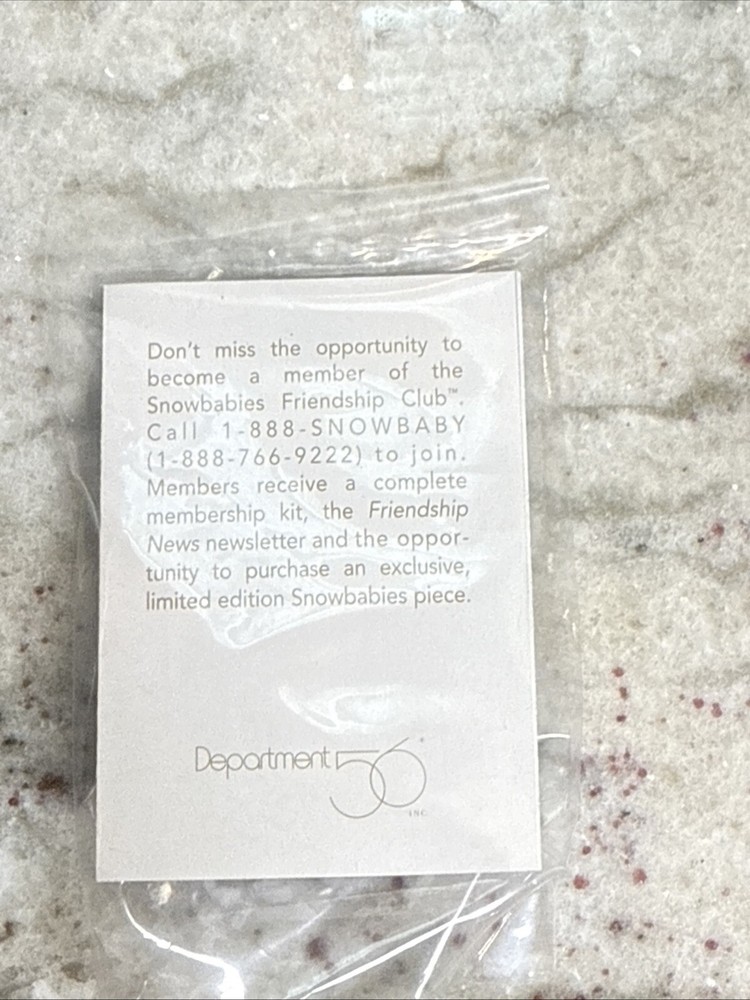 Don't miss the opportunity to
become a member of the
Snowbabies Friendship Club™.
Call 1-888-SNOWBABY
(1-888-766-9222) to join.
Members receive a complete
membership kit, the Friendship
News newsletter and the oppor-
tunity to purchase an exclusive,
limited edition Snowbabies piece.
Department 56
INC